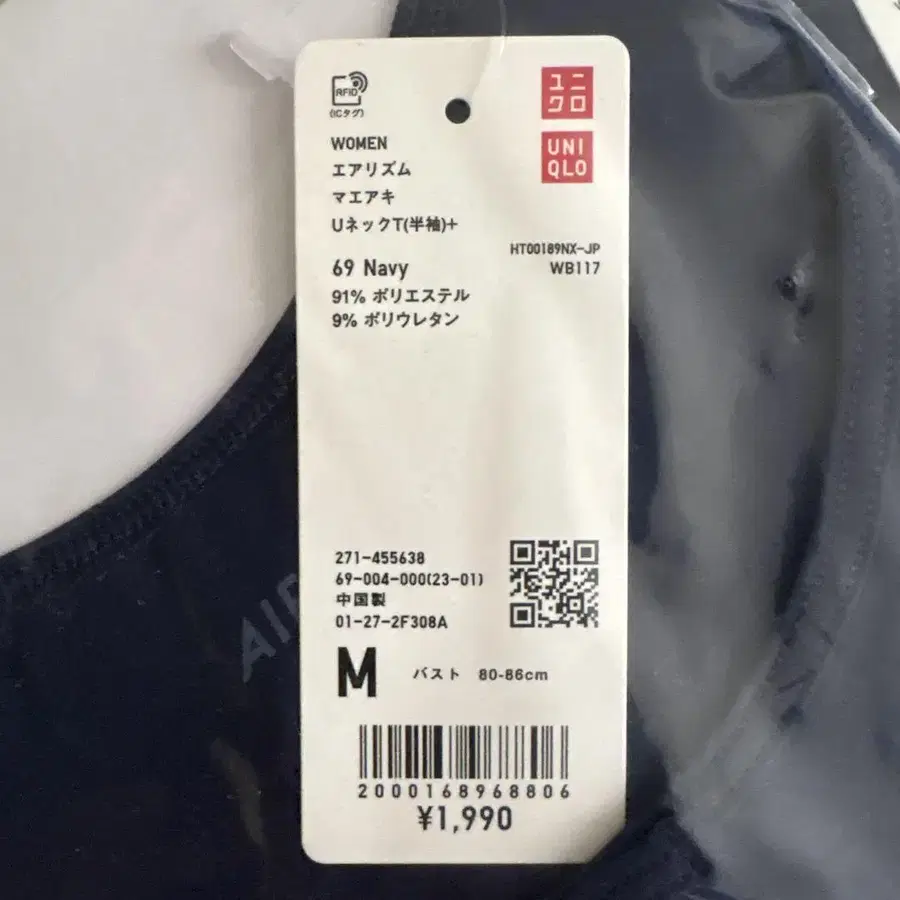 RFID
(ICタグ)
ユニ
クロ
UNI
QLO
WOMEN
エアリズム
マエアキ
UネックT(半袖)+
HT00189NX-JP
WB117
69 Navy
91% ポリエステル
9% ポリウレタン
271-455638
69-004-000(23-01)
中国製
01-27-2F308A
M バスト 80-86cm
2000168968806
¥1,990